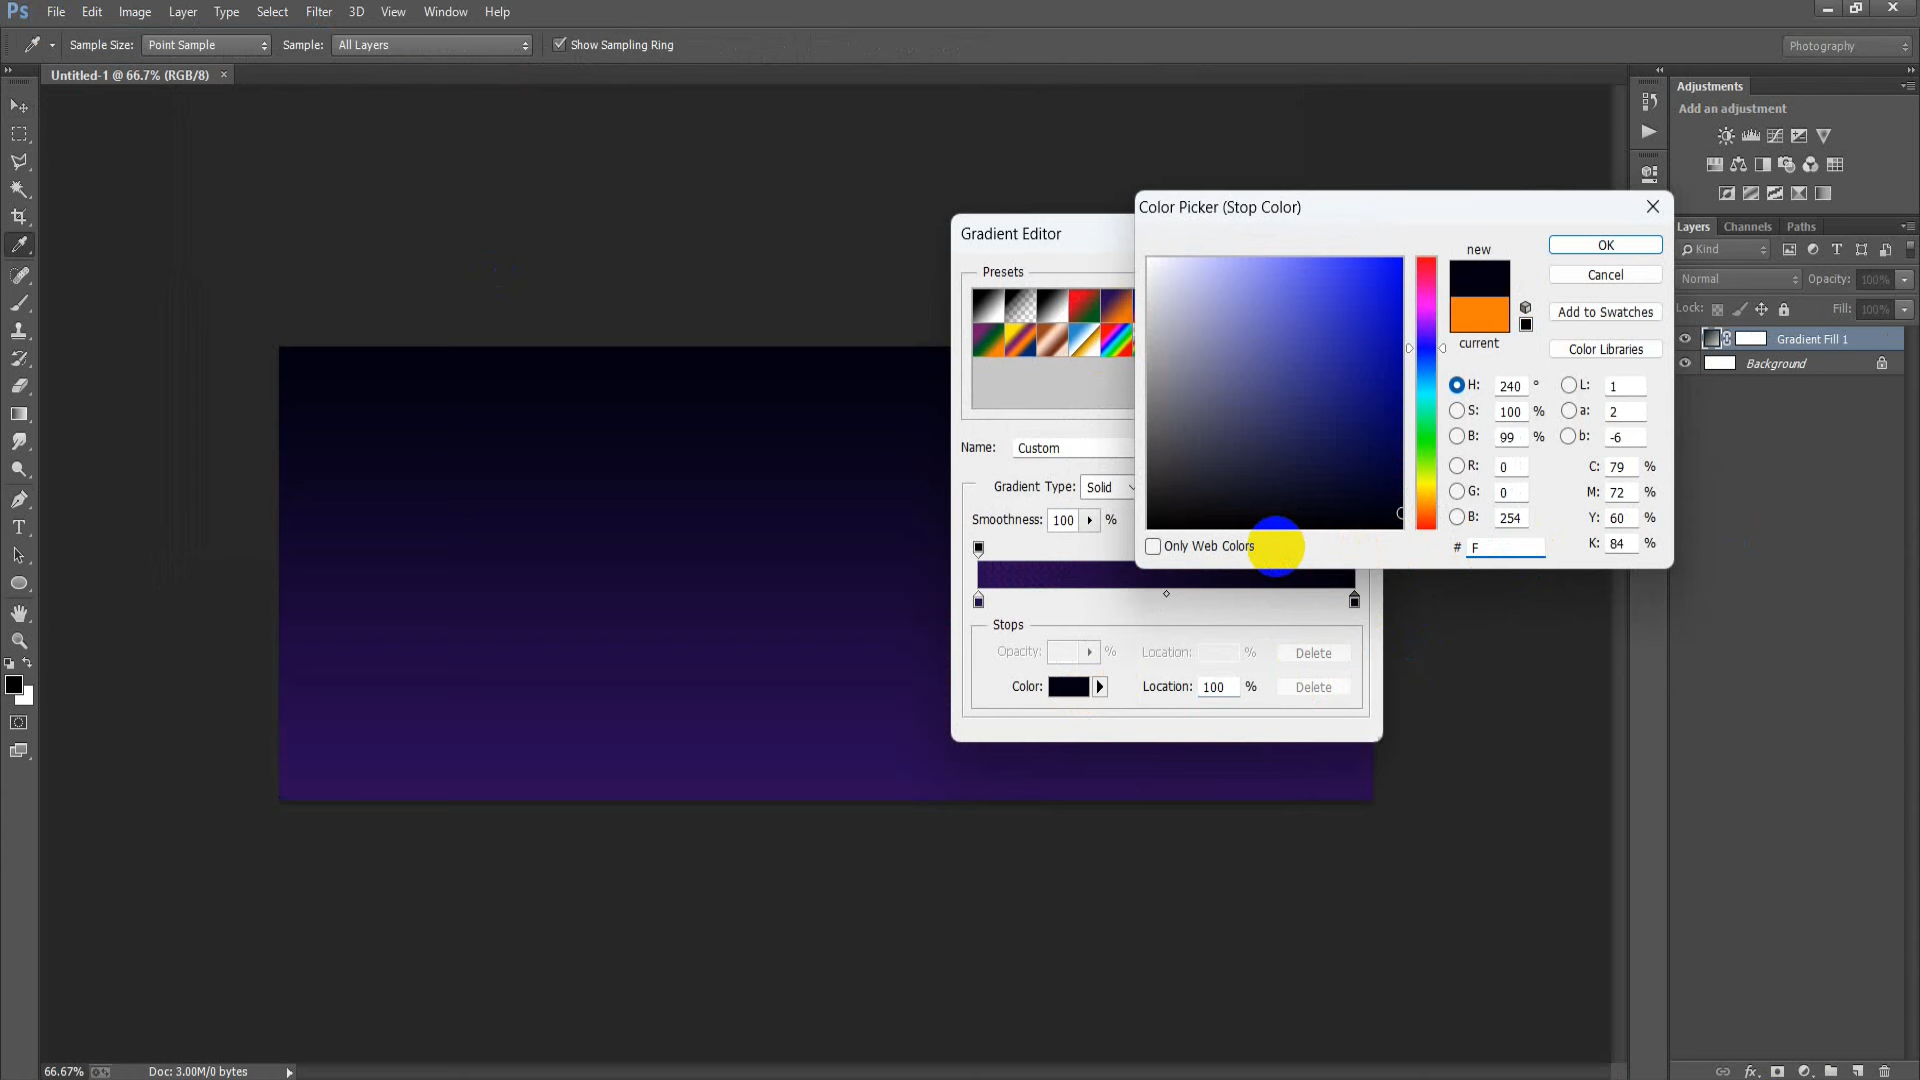 Ps File Edit Image Layer Type Select Filter 3D View Window Help
Sample Size: Point Sample Sample: All Layers Show Sampling Ring Photography
Untitled-1 @ 66.7% (RGB/8) ×
Adjustments
Add an adjustment
Color Picker (Stop Color)
Layers Channels Paths
Gradient Editor
new
OK
Kind
Presets
Cancel
Normal Opacity: 100%
Add to Swatches
Lock: Fill: 100%
current
Color Libraries
Gradient Fill 1
Background
H: 240 ° L: 1
S: 100 % a: 2
B: 99 % b: -6
Name: Custom
R: 0 C: 79 %
Gradient Type: Solid
G: 0 M: 72 %
Smoothness: 100 %
B: 254 Y: 60 %
Only Web Colors # F K: 84 %
Stops
Opacity: % Location: % Delete
Color: Location: 100 % Delete
66.67% Doc: 3.00M/0 bytes
fx